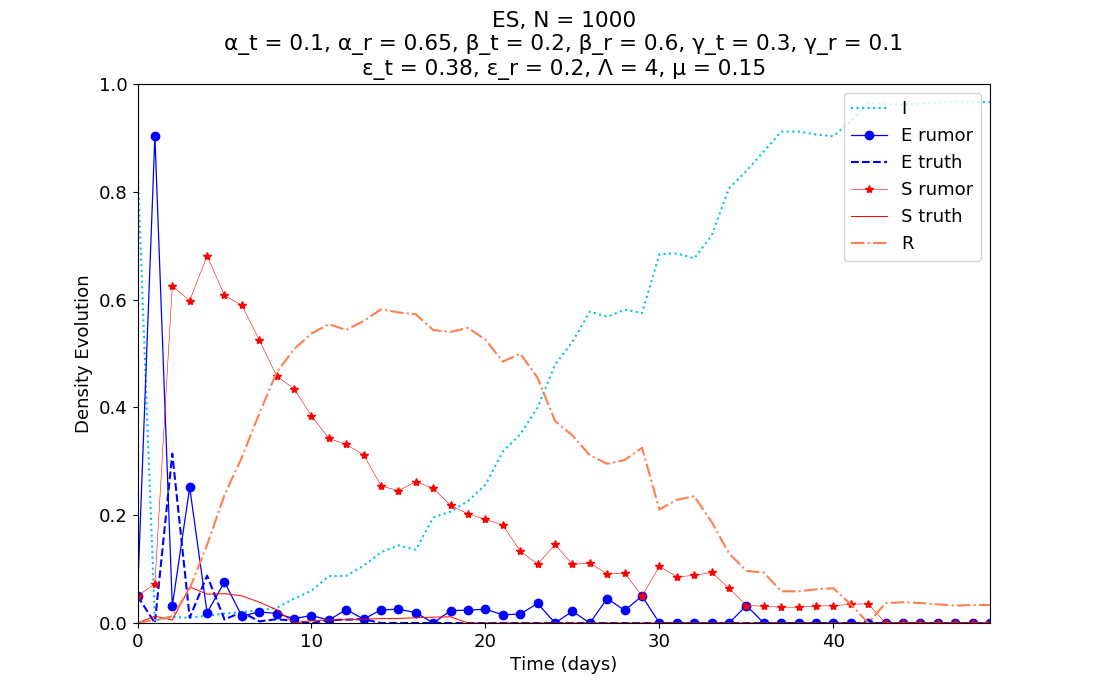 ES, N = 1000
α_t = 0.1, α_r = 0.65, β_t = 0.2, β_r = 0.6, γ_t = 0.3, γ_r = 0.1
ε_t = 0.38, ε_r = 0.2, Λ = 4, μ = 0.15
1.0
0.8
0.6
0.4
0.2
0.0
Density Evolution
I
E rumor
E truth
S rumor
S truth
R
0
10
20
30
40
Time (days)